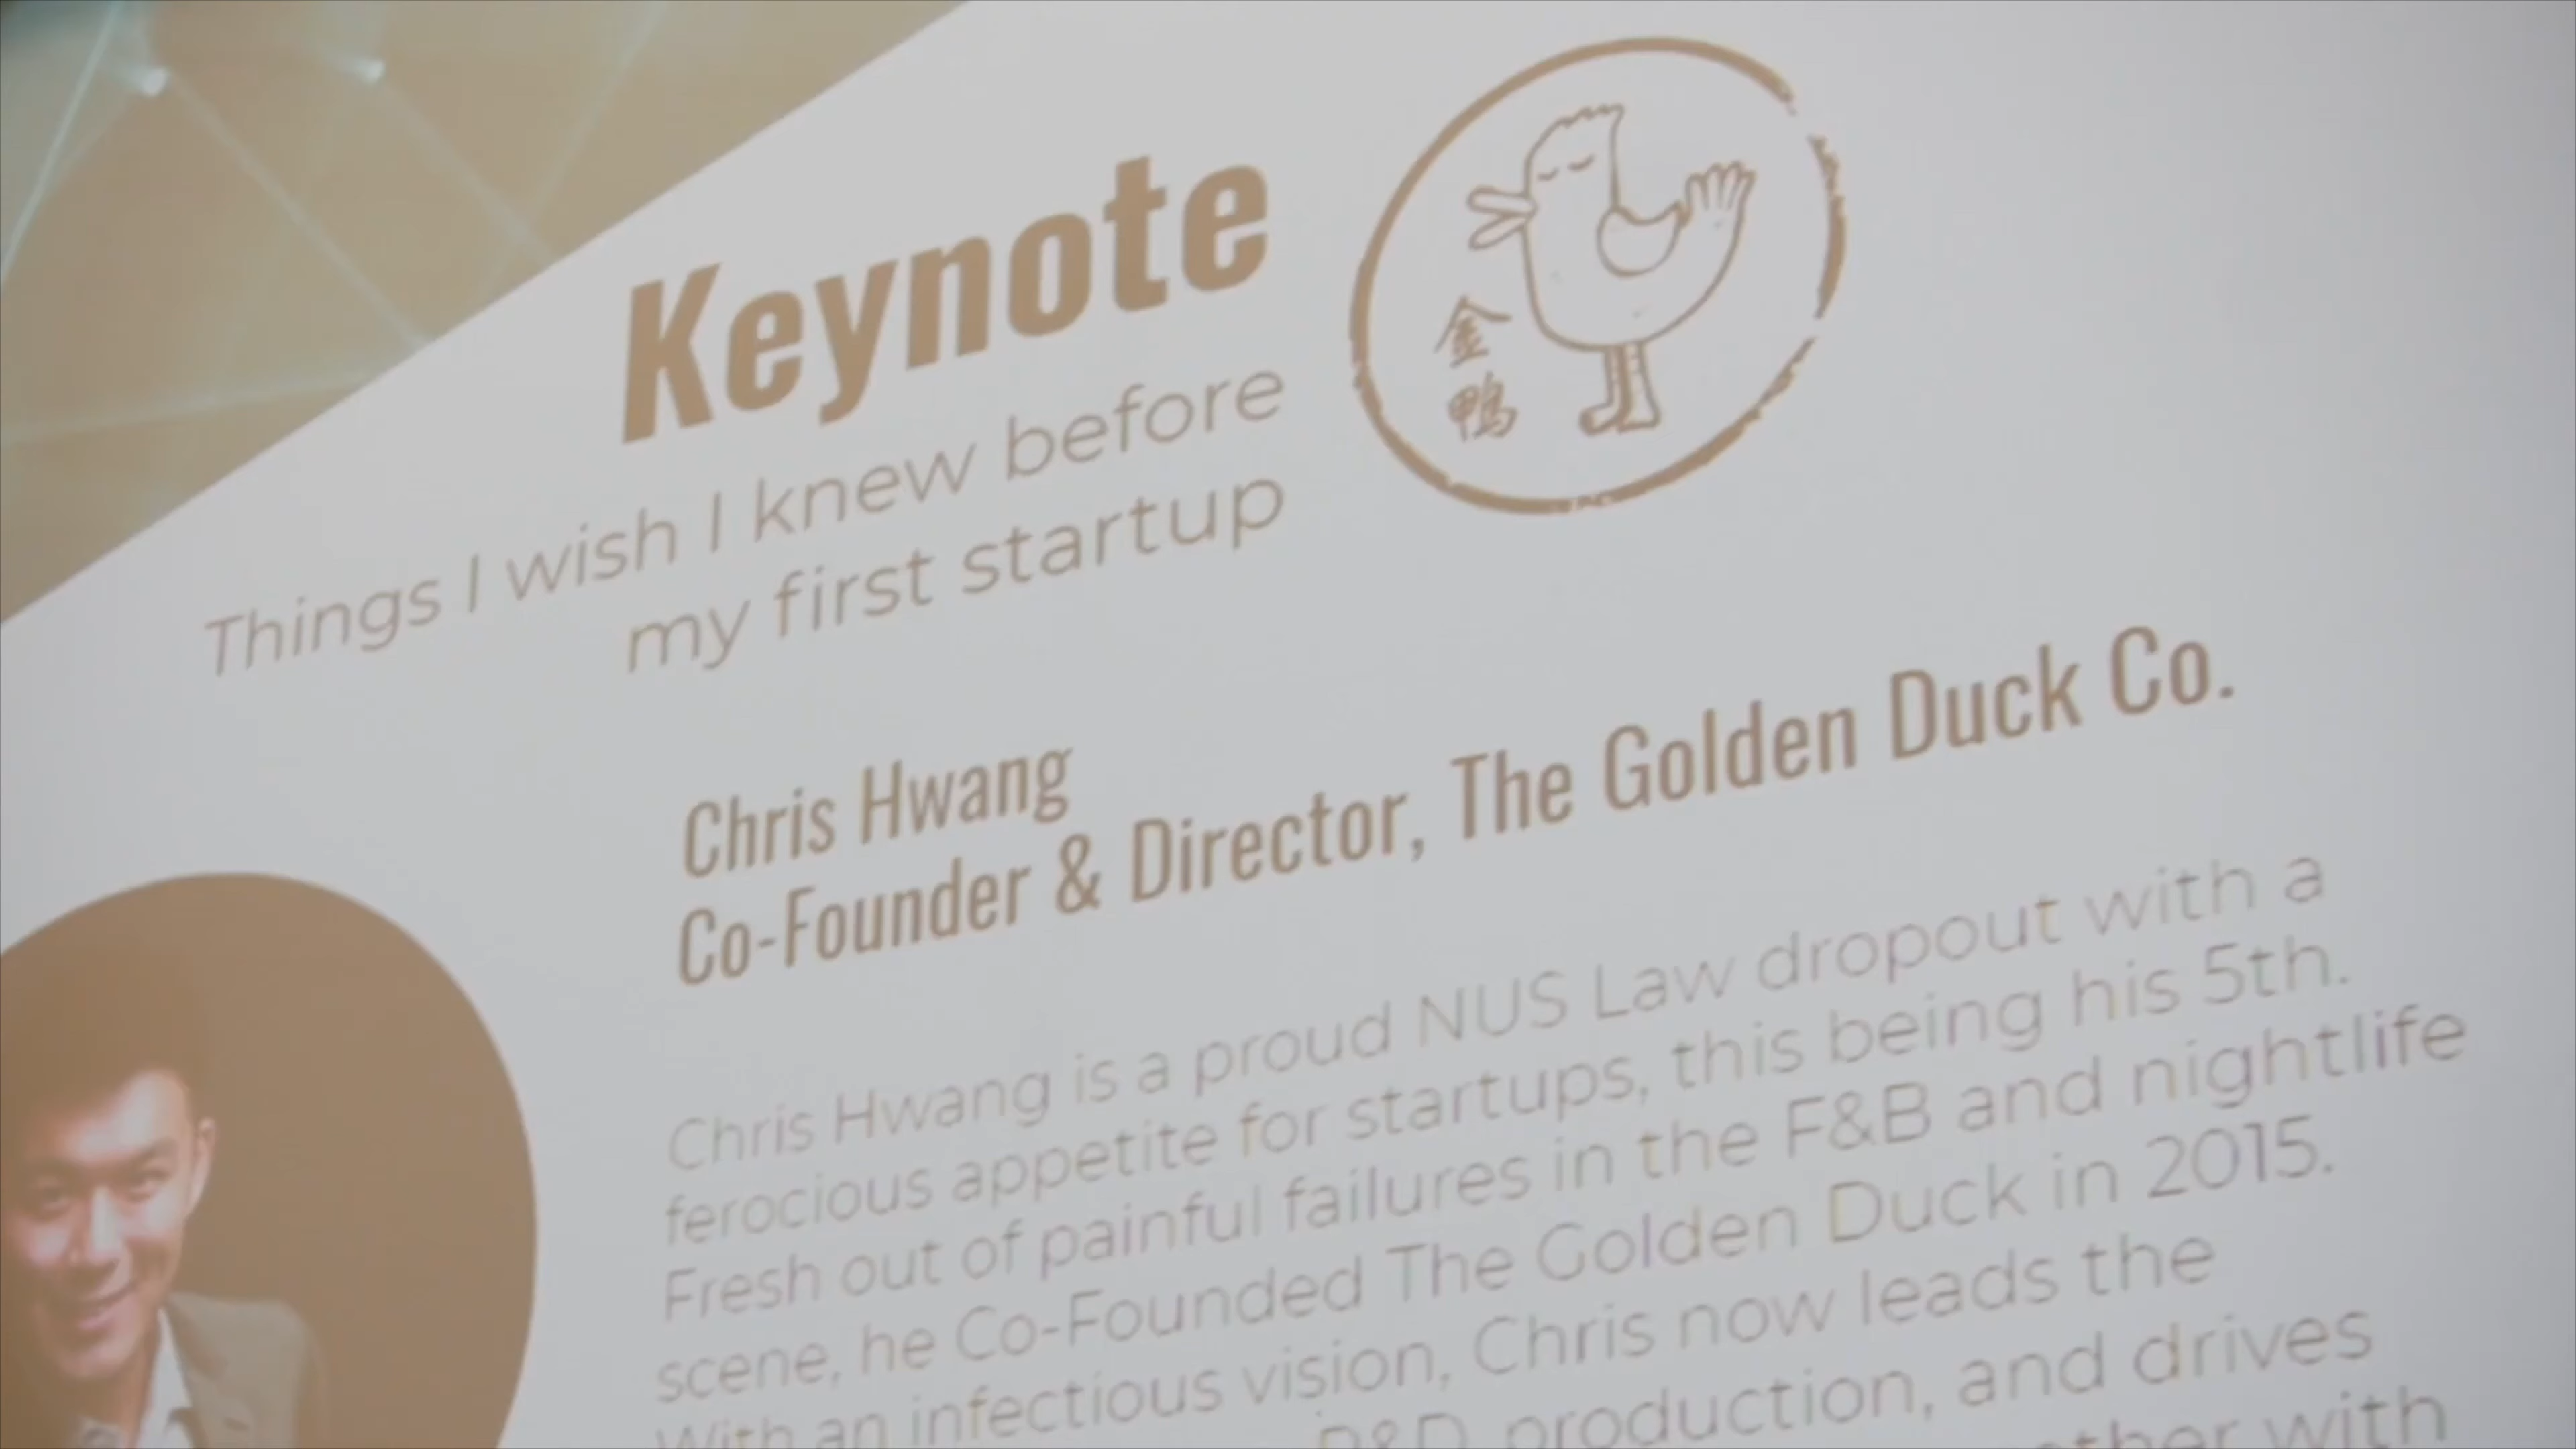 Keynote
Things I wish I knew before
my first startup
金
鸭
Chris Hwang
Co-Founder & Director, The Golden Duck Co.
Chris Hwang is a proud NUS Law dropout with a
ferocious appetite for startups, this being his 5th.
Fresh out of painful failures in the F&B and nightlife
scene, he Co-Founded The Golden Duck in 2015.
With an infectious vision, Chris now leads the
R&D, production, and drives
with